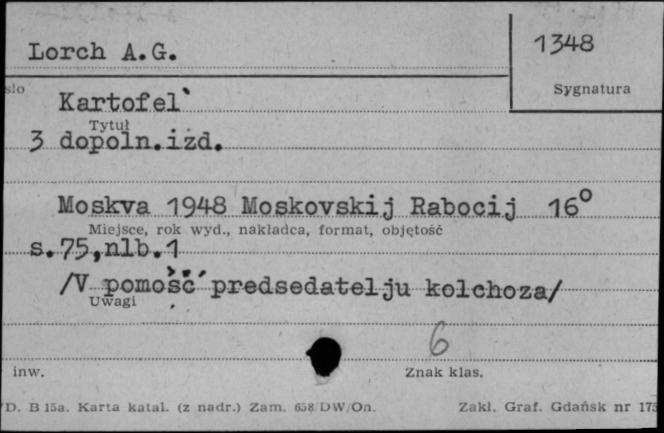 Lorch A.G.
1348
Sygnatura
sło
Kartofel`
Tytuł
3 dopoln.izd.
Moskva 1948 Moskovskij Rabocij 16°
Miejsce, rok wyd., nakładca, format, objętość
s.75,nlb.1
/V pomošč´ predsedatelju kolchoza/
Uwagi
6
inw.
Znak klas.
D. B 15a. Karta katal. (z nadr.) Zam. 658/DW/On. Zakł. Graf. Gdańsk nr 175